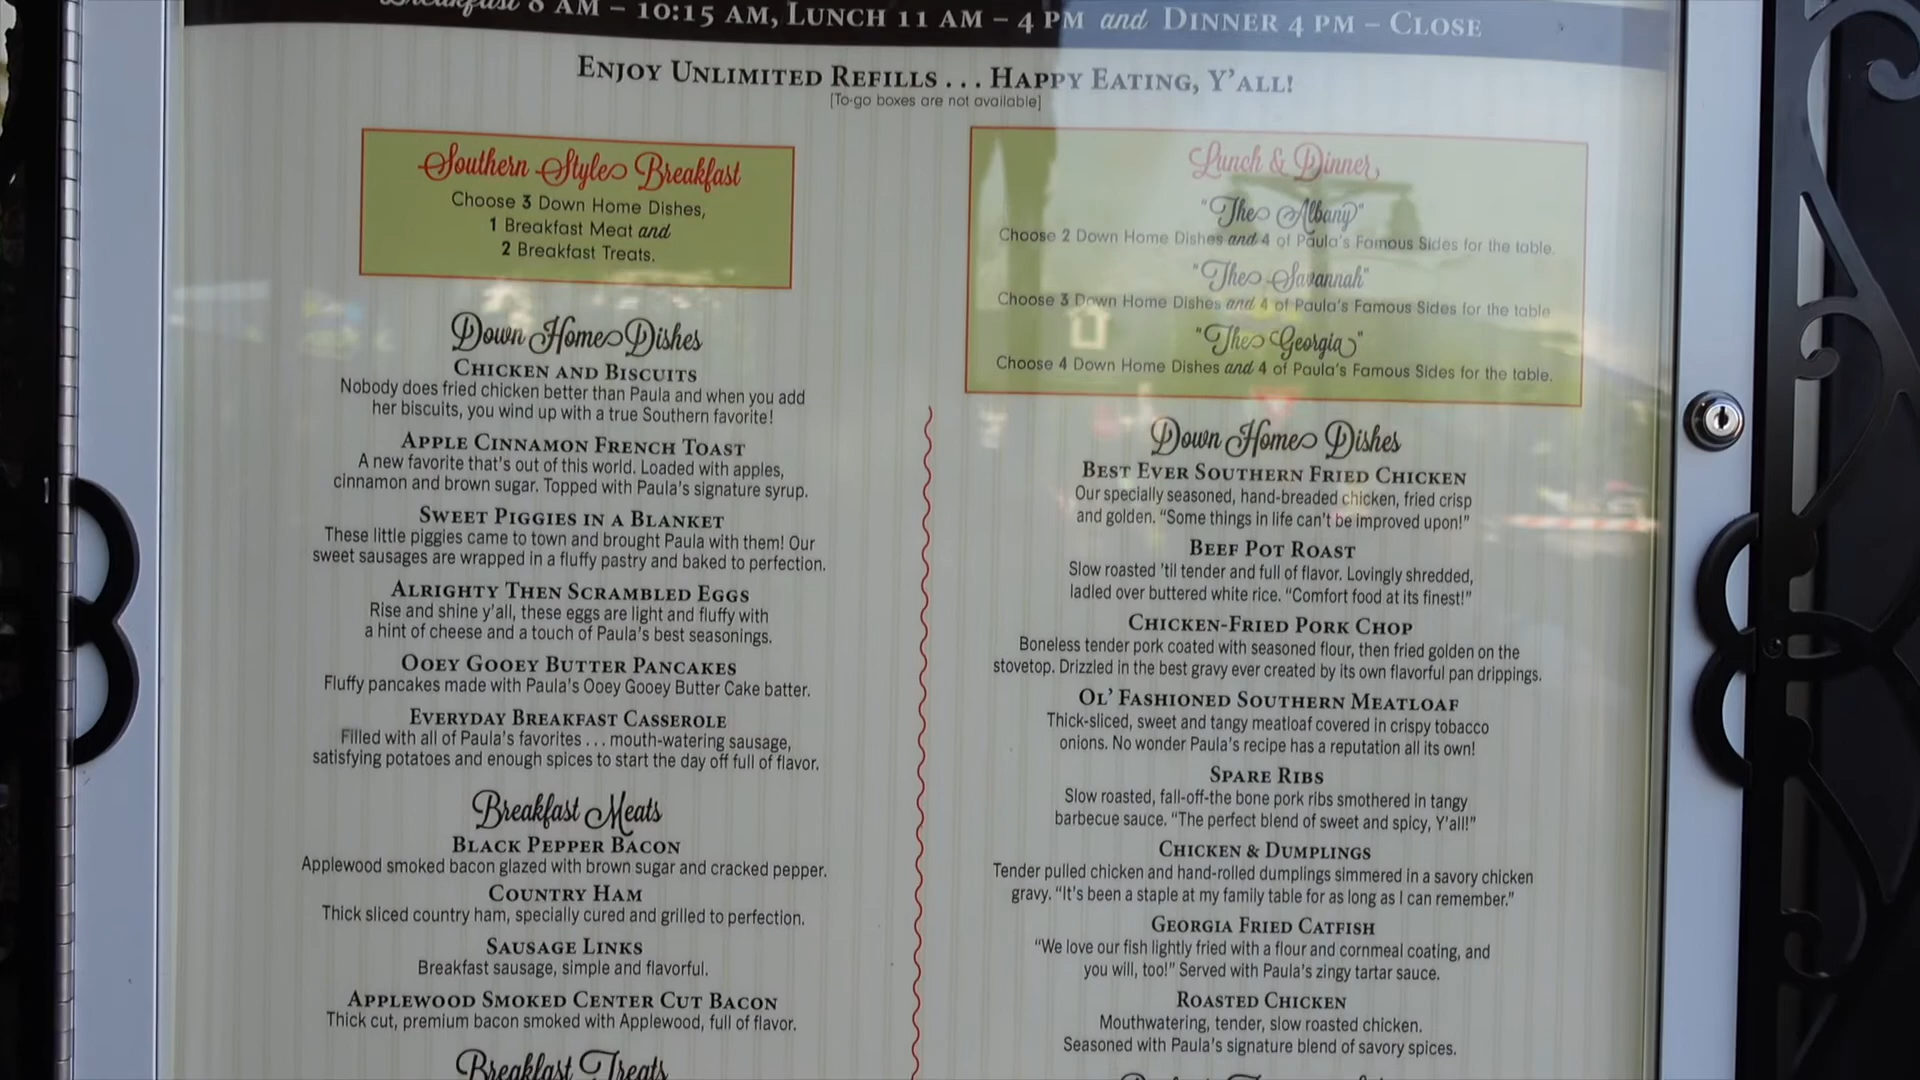 Breakfast 8 AM – 10:15 AM, LUNCH 11 AM – 4 PM and DINNER 4 PM – CLOSE
ENJOY UNLIMITED REFILLS . . . HAPPY EATING, Y'ALL!
[To-go boxes are not available]
Southern Style Breakfast
Choose 3 Down Home Dishes,
1 Breakfast Meat and
2 Breakfast Treats.
Down Home Dishes
CHICKEN AND BISCUITS
Nobody does fried chicken better than Paula and when you add
her biscuits, you wind up with a true Southern favorite!
APPLE CINNAMON FRENCH TOAST
A new favorite that's out of this world. Loaded with apples,
cinnamon and brown sugar. Topped with Paula's signature syrup.
SWEET PIGGIES IN A BLANKET
These little piggies came to town and brought Paula with them! Our
sweet sausages are wrapped in a fluffy pastry and baked to perfection.
ALRIGHTY THEN SCRAMBLED EGGS
Rise and shine y'all, these eggs are light and fluffy with
a hint of cheese and a touch of Paula's best seasonings.
OOEY GOOEY BUTTER PANCAKES
Fluffy pancakes made with Paula's Ooey Gooey Butter Cake batter.
EVERYDAY BREAKFAST CASSEROLE
Filled with all of Paula's favorites . . . mouth-watering sausage,
satisfying potatoes and enough spices to start the day off full of flavor.
Breakfast Meats
BLACK PEPPER BACON
Applewood smoked bacon glazed with brown sugar and cracked pepper.
COUNTRY HAM
Thick sliced country ham, specially cured and grilled to perfection.
SAUSAGE LINKS
Breakfast sausage, simple and flavorful.
APPLEWOOD SMOKED CENTER CUT BACON
Thick cut, premium bacon smoked with Applewood, full of flavor.
Breakfast Treats
Lunch & Dinner
"The Albany"
Choose 2 Down Home Dishes and 4 of Paula's Famous Sides for the table.
"The Savannah"
Choose 3 Down Home Dishes and 4 of Paula's Famous Sides for the table
"The Georgia"
Choose 4 Down Home Dishes and 4 of Paula's Famous Sides for the table.
Down Home Dishes
BEST EVER SOUTHERN FRIED CHICKEN
Our specially seasoned, hand-breaded chicken, fried crisp
and golden. "Some things in life can't be improved upon!"
BEEF POT ROAST
Slow roasted 'til tender and full of flavor. Lovingly shredded,
ladled over buttered white rice. "Comfort food at its finest!"
CHICKEN-FRIED PORK CHOP
Boneless tender pork coated with seasoned flour, then fried golden on the
stovetop. Drizzled in the best gravy ever created by its own flavorful pan drippings.
OL' FASHIONED SOUTHERN MEATLOAF
Thick-sliced, sweet and tangy meatloaf covered in crispy tobacco
onions. No wonder Paula's recipe has a reputation all its own!
SPARE RIBS
Slow roasted, fall-off-the bone pork ribs smothered in tangy
barbecue sauce. "The perfect blend of sweet and spicy, Y'all!"
CHICKEN & DUMPLINGS
Tender pulled chicken and hand-rolled dumplings simmered in a savory chicken
gravy. "It's been a staple at my family table for as long as I can remember."
GEORGIA FRIED CATFISH
"We love our fish lightly fried with a flour and cornmeal coating, and
you will, too!" Served with Paula's zingy tartar sauce.
ROASTED CHICKEN
Mouthwatering, tender, slow roasted chicken.
Seasoned with Paula's signature blend of savory spices.